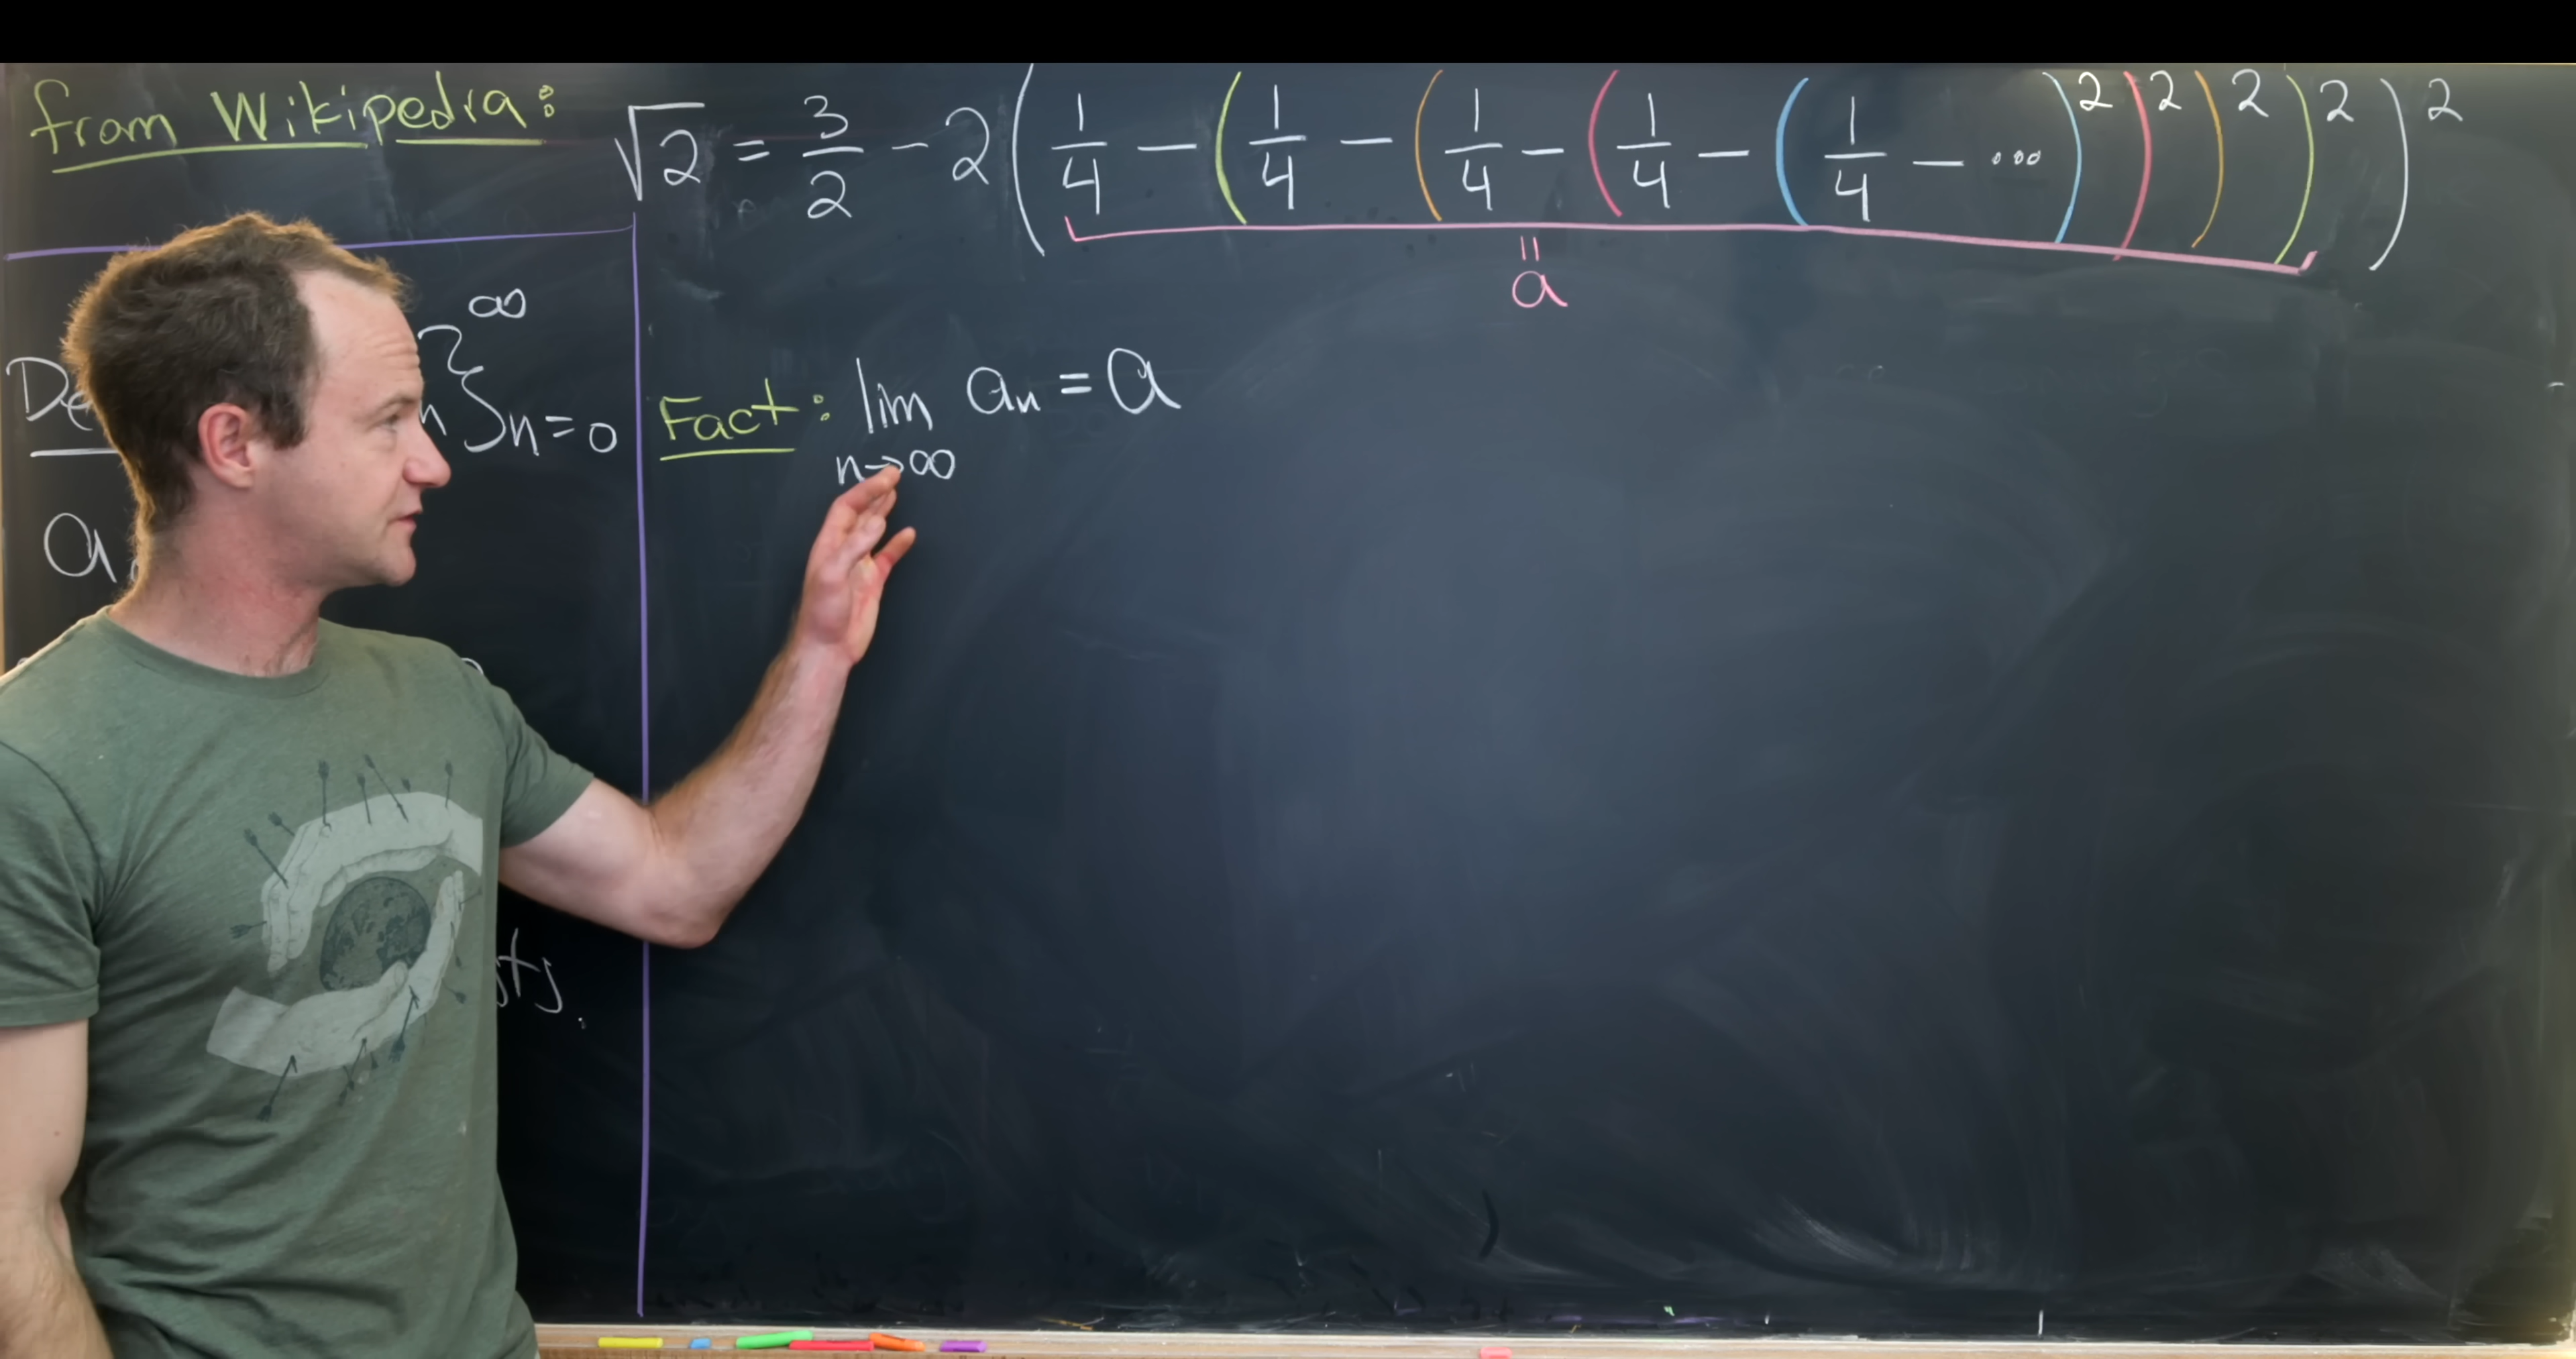 from Wikipedia:
√2 = 3/2 - 2(1/4 - (1/4 - (1/4 - (1/4 - (1/4 - ...)²)²)²)²)²
= a
}∞
n=0
Fact: lim aₙ = a
n→∞
a